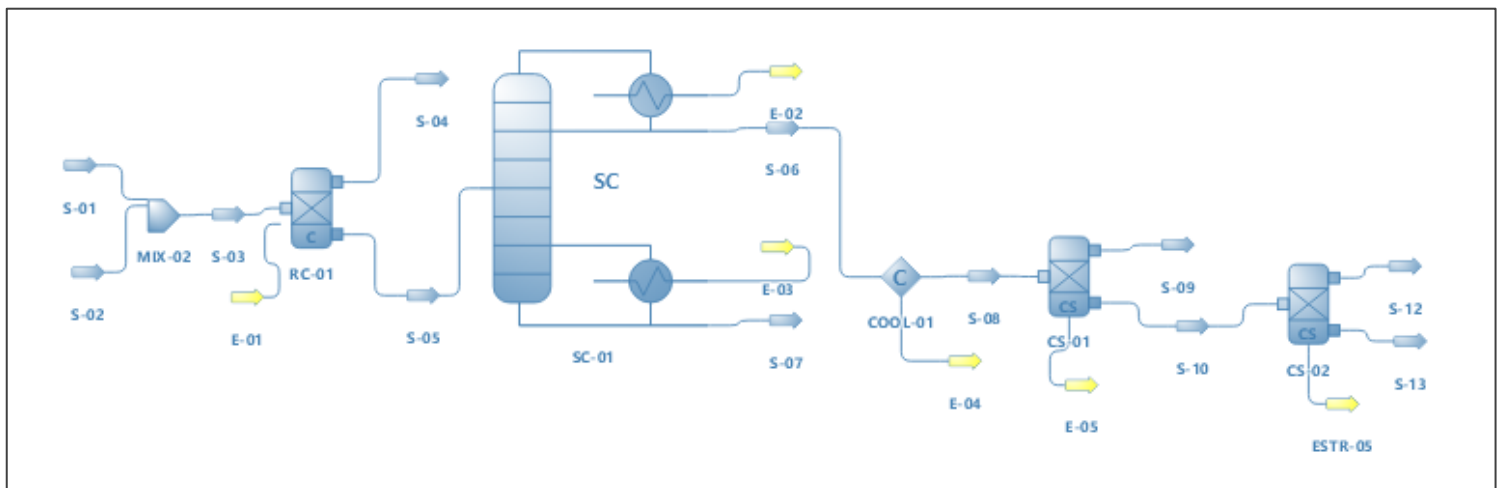 S-01
S-02
MIX-02
S-03
E-01
C
RC-01
S-04
S-05
SC
SC-01
E-02
S-06
E-03
S-07
C
COOL-01
E-04
S-08
CS
CS-01
E-05
S-09
S-10
CS
CS-02
ESTR-05
S-12
S-13